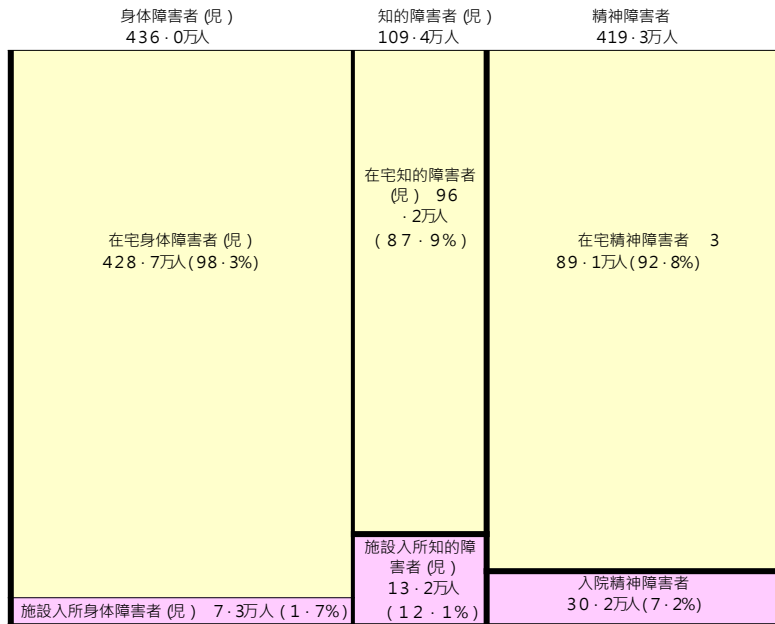 身体障害者(児)
436・0万人
知的障害者(児)
109・4万人
精神障害者
419・3万人
在宅身体障害者(児)
428・7万人(98・3%)
在宅知的障害者
(児) 96
・2万人
(87・9%)
在宅精神障害者 3
89・1万人(92・8%)
施設入所身体障害者(児) 7・3万人(1・7%)
施設入所知的障
害者(児)
13・2万人
(12・1%)
入院精神障害者
30・2万人(7・2%)